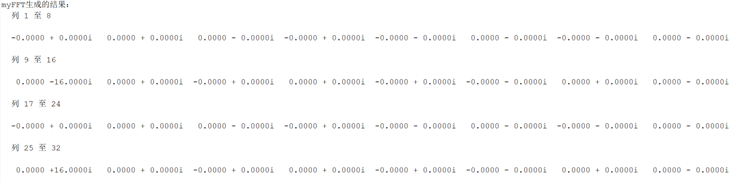 myFFT生成的结果:
列 1 至 8
-0.0000 + 0.0000i 0.0000 + 0.0000i 0.0000 - 0.0000i -0.0000 + 0.0000i -0.0000 - 0.0000i 0.0000 - 0.0000i -0.0000 - 0.0000i 0.0000 - 0.0000i
列 9 至 16
0.0000 -16.0000i 0.0000 + 0.0000i -0.0000 + 0.0000i 0.0000 + 0.0000i -0.0000 + 0.0000i -0.0000 - 0.0000i 0.0000 + 0.0000i 0.0000 - 0.0000i
列 17 至 24
-0.0000 + 0.0000i 0.0000 + 0.0000i 0.0000 - 0.0000i -0.0000 + 0.0000i -0.0000 - 0.0000i 0.0000 - 0.0000i -0.0000 - 0.0000i 0.0000 - 0.0000i
列 25 至 32
0.0000 +16.0000i 0.0000 + 0.0000i -0.0000 + 0.0000i 0.0000 + 0.0000i -0.0000 + 0.0000i -0.0000 - 0.0000i 0.0000 + 0.0000i 0.0000 - 0.0000i